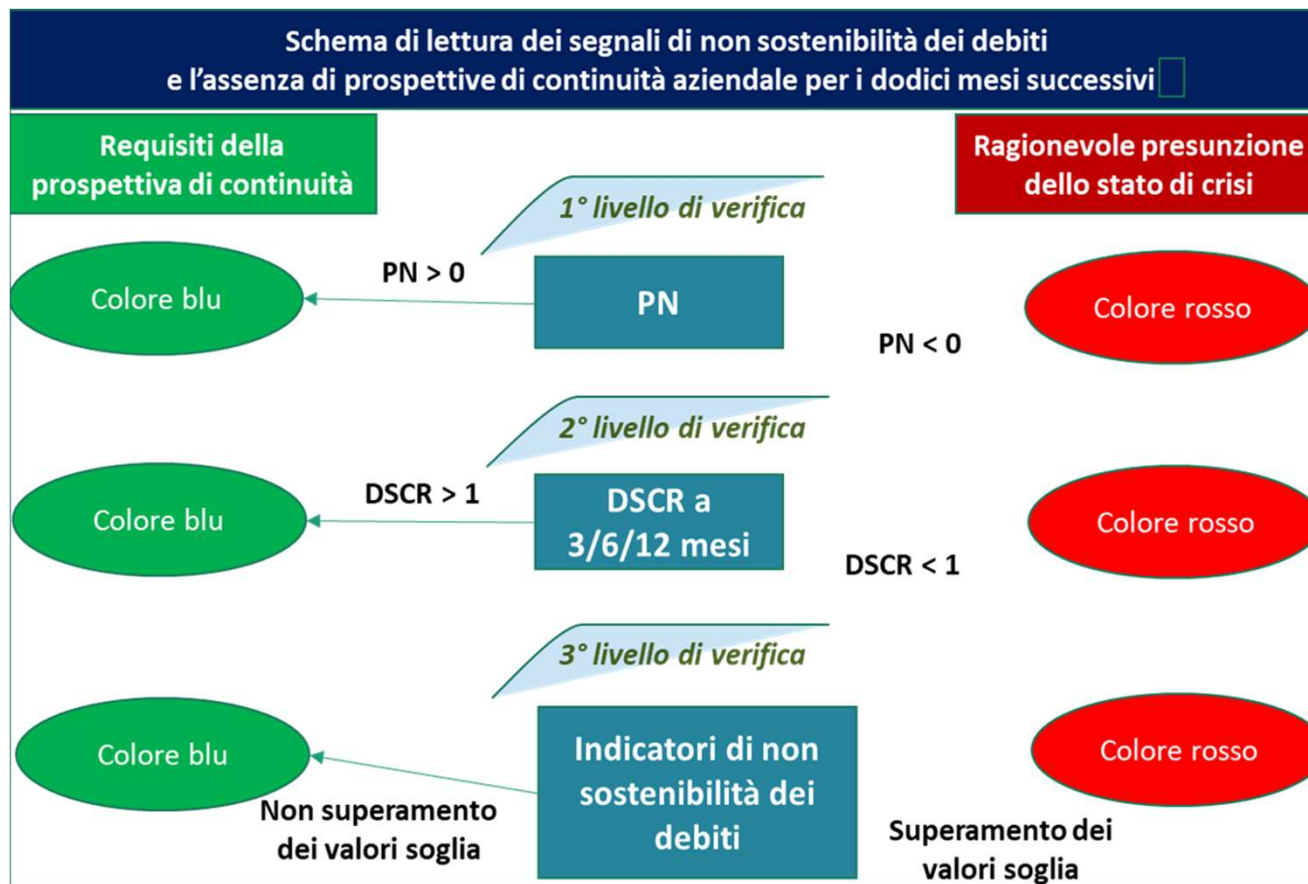 Schema di lettura dei segnali di non sostenibilità dei debiti
e l'assenza di prospettive di continuità aziendale per i dodici mesi successivi
Requisiti della
prospettiva di continuità
Ragionevole presunzione
dello stato di crisi
1° livello di verifica
PN > 0
Colore blu
PN
Colore rosso
PN < 0
2° livello di verifica
DSCR > 1
Colore blu
DSCR a
3/6/12 mesi
Colore rosso
DSCR < 1
3° livello di verifica
Colore blu
Indicatori di non
sostenibilità dei
debiti
Colore rosso
Non superamento
dei valori soglia
Superamento dei
valori soglia